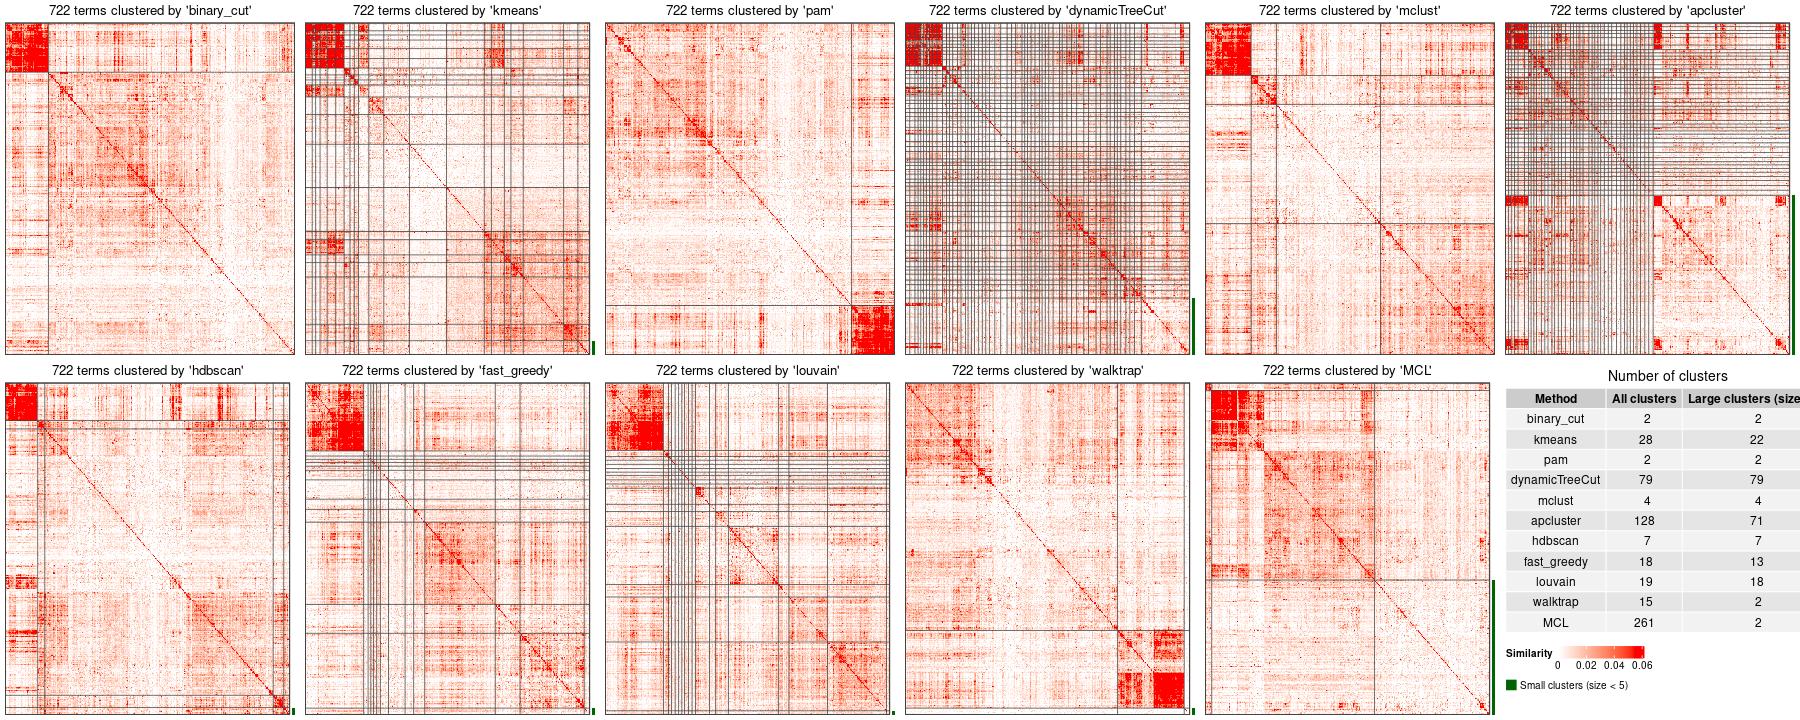 722 terms clustered by 'binary_cut'
722 terms clustered by 'kmeans'
722 terms clustered by 'pam'
722 terms clustered by 'dynamicTreeCut'
722 terms clustered by 'mclust'
722 terms clustered by 'apcluster'
722 terms clustered by 'hdbscan'
722 terms clustered by 'fast_greedy'
722 terms clustered by 'louvain'
722 terms clustered by 'walktrap'
722 terms clustered by 'MCL'
Number of clusters
Method All clusters Large clusters (size
binary_cut 2 2
kmeans 28 22
pam 2 2
dynamicTreeCut 79 79
mclust 4 4
apcluster 128 71
hdbscan 7 7
fast_greedy 18 13
louvain 19 18
walktrap 15 2
MCL 261 2
Similarity
0 0.02 0.04 0.06
Small clusters (size < 5)